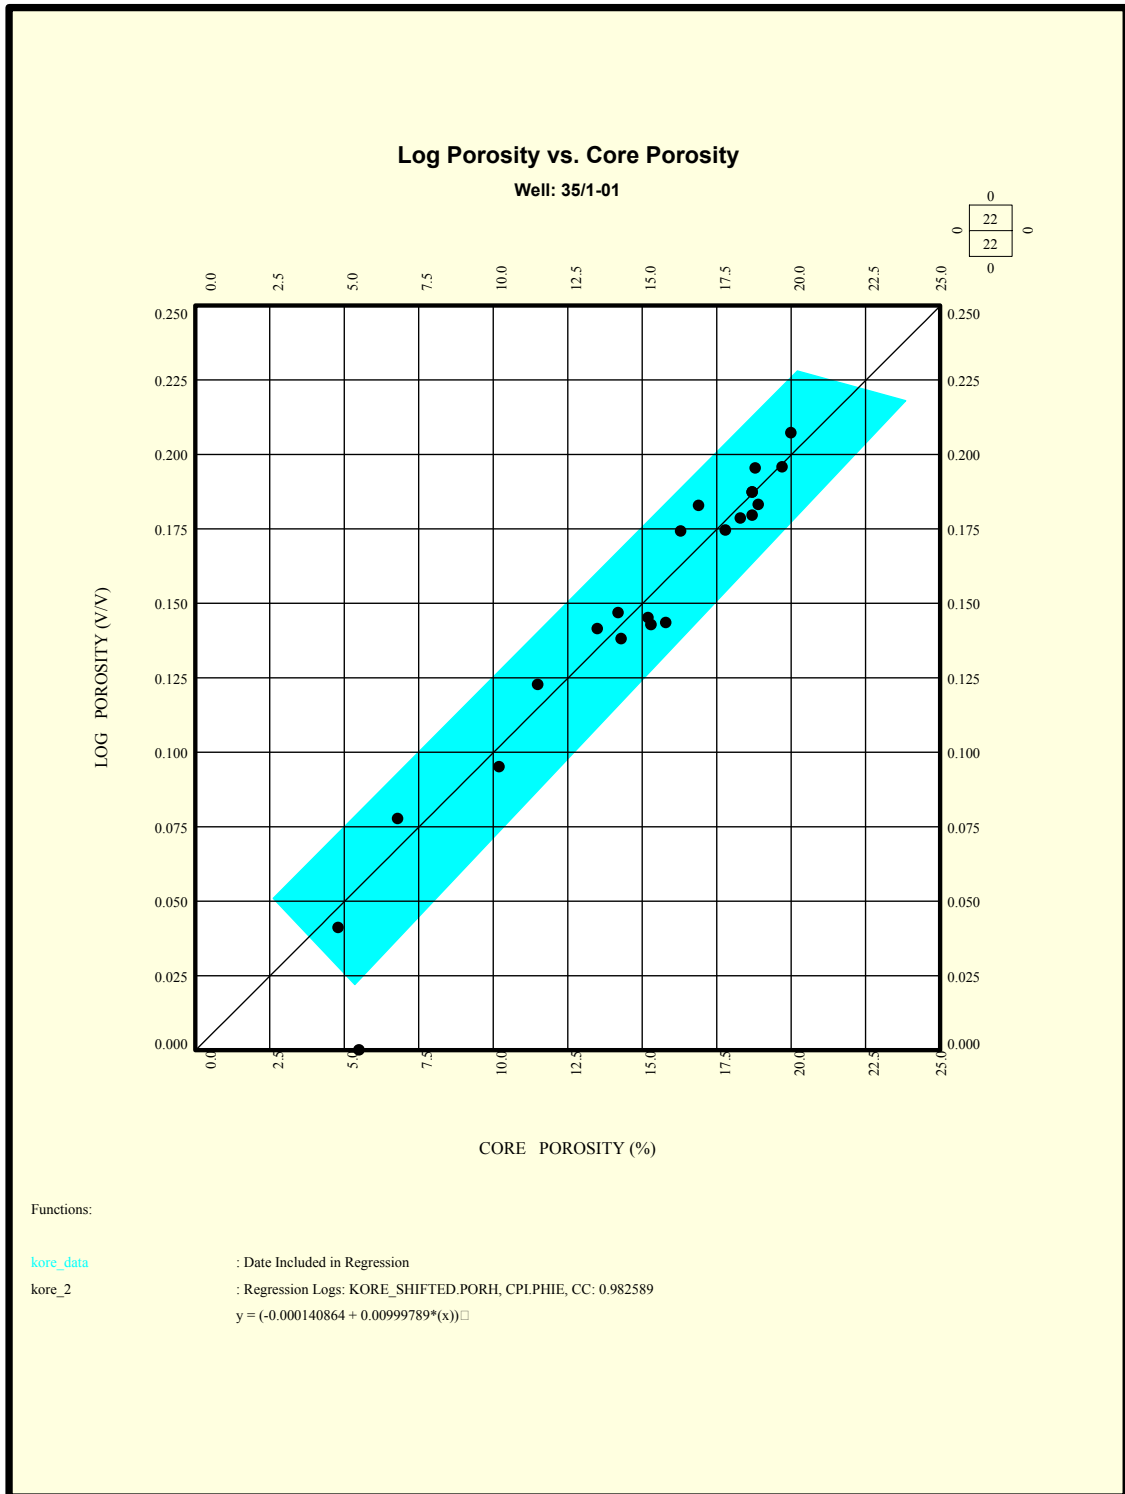 Log Porosity vs. Core Porosity
Well: 35/1-01
0
0 22 0
22
0
0.0 2.5 5.0 7.5 10.0 12.5 15.0 17.5 20.0 22.5 25.0
0.250 0.250
0.225 0.225
0.200 0.200
0.175 0.175
0.150 0.150
LOG POROSITY (V/V)
0.125 0.125
0.100 0.100
0.075 0.075
0.050 0.050
0.025 0.025
0.000 0.000
0.0 2.5 5.0 7.5 10.0 12.5 15.0 17.5 20.0 22.5 25.0
CORE POROSITY (%)
Functions:
kore_data : Date Included in Regression
kore_2 : Regression Logs: KORE_SHIFTED.PORH, CPI.PHIE, CC: 0.982589
y = (-0.000140864 + 0.00999789*(x))□